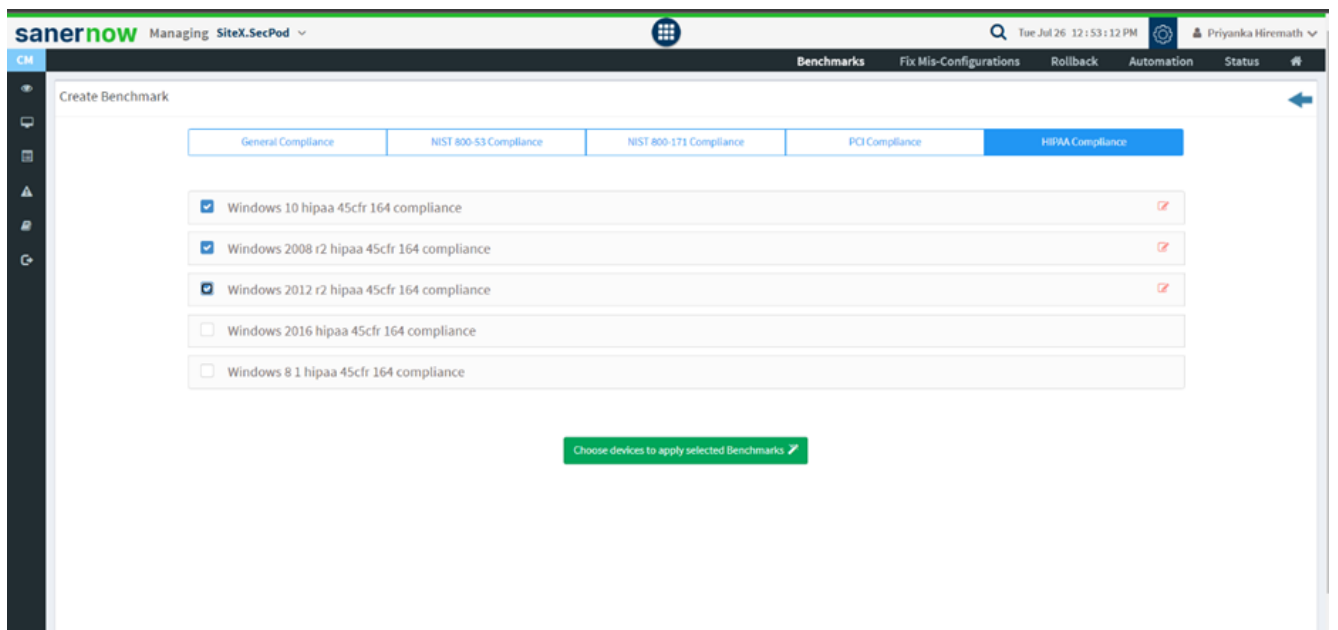 sanernow Managing SiteX.SecPod Tue Jul 26 12:53:12 PM Priyanka Hiremath
CM Benchmarks Fix Mis-Configurations Rollback Automation Status
Create Benchmark
General Compliance NIST 800-53 Compliance NIST 800-171 Compliance PCI Compliance HIPAA Compliance
Windows 10 hipaa 45cfr 164 compliance
Windows 2008 r2 hipaa 45cfr 164 compliance
Windows 2012 r2 hipaa 45cfr 164 compliance
Windows 2016 hipaa 45cfr 164 compliance
Windows 8 1 hipaa 45cfr 164 compliance
Choose devices to apply selected Benchmarks